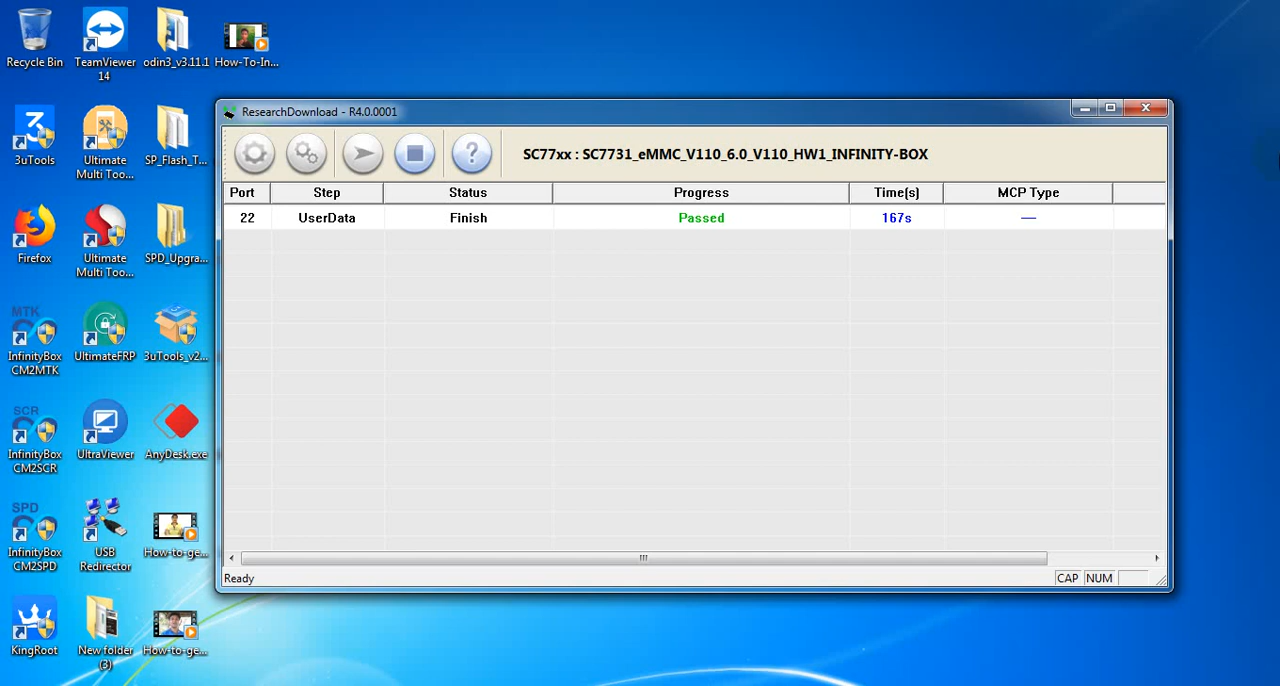 Recycle Bin
TeamViewer
14
odin3_v3.11.1
How-To-In...
3uTools
Ultimate
Multi Too...
SP_Flash_T...
Firefox
Ultimate
Multi Too...
SPD_Upgra...
MTK
InfinityBox
CM2MTK
UltimateFRP
3uTools_v2...
SCR
InfinityBox
CM2SCR
UltraViewer
AnyDesk.exe
SPD
InfinityBox
CM2SPD
USB
Redirector
How-to-ge...
KingRoot
New folder
(3)
How-to-ge...
ResearchDownload - R4.0.0001
SC77xx : SC7731_eMMC_V110_6.0_V110_HW1_INFINITY-BOX
Port Step Status Progress Time(s) MCP Type
22 UserData Finish Passed 167s —
Ready CAP NUM